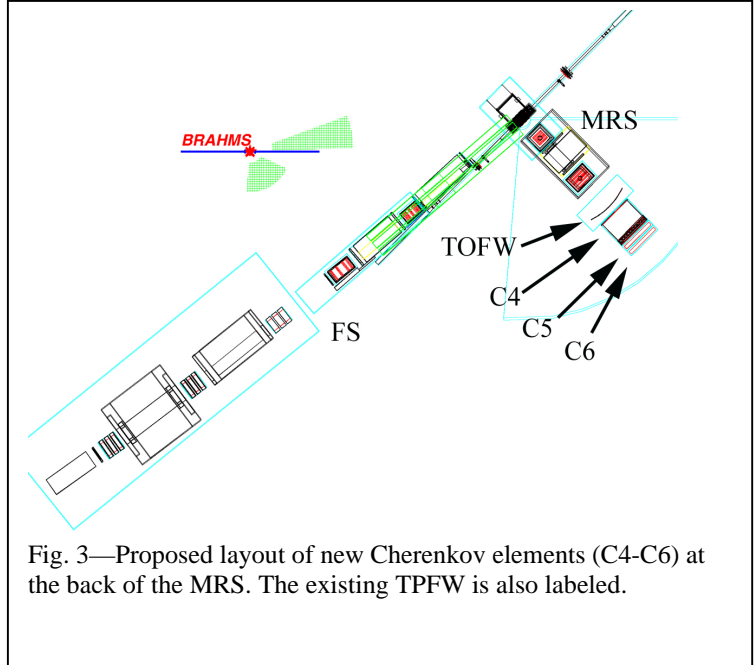 BRAHMS
MRS
TOFW
C4
C5
C6
FS
Fig. 3—Proposed layout of new Cherenkov elements (C4-C6) at
the back of the MRS. The existing TPFW is also labeled.